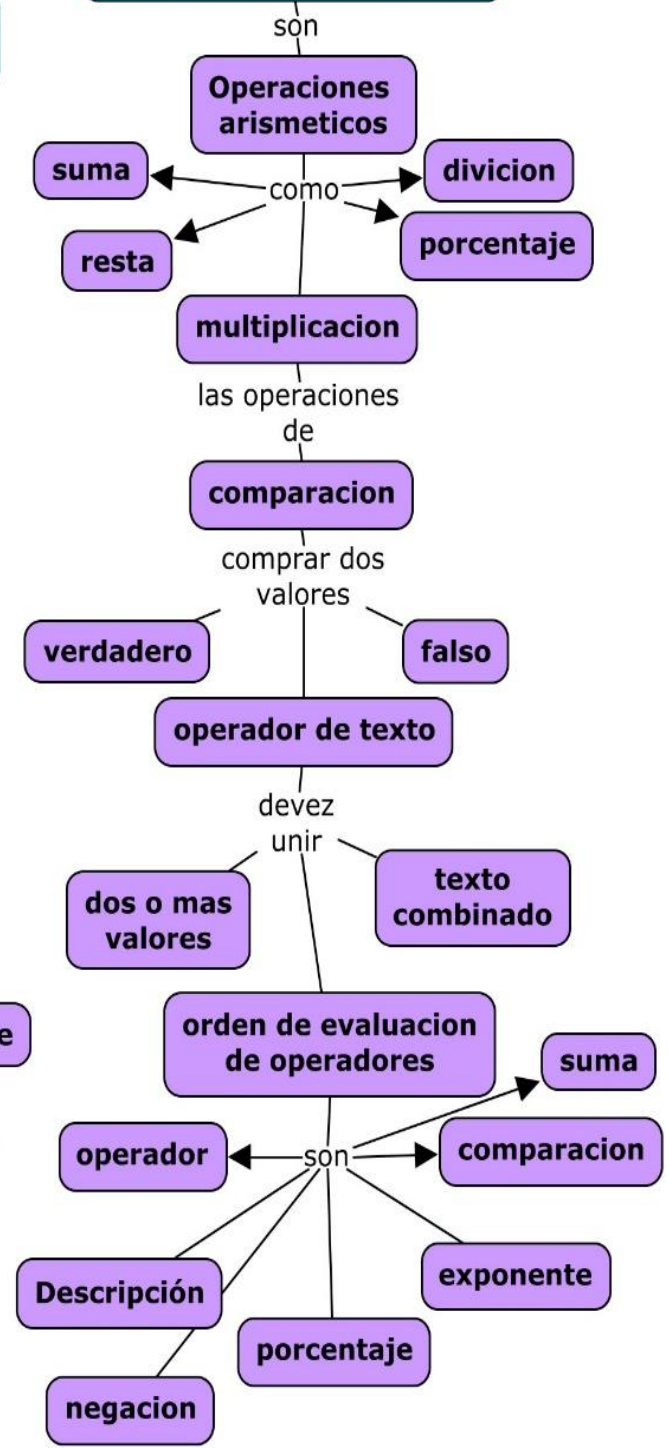 son
Operaciones
arismeticos
suma
como
divicion
resta
porcentaje
multiplicacion
las operaciones
de
comparacion
comprar dos
valores
verdadero
falso
operador de texto
devez
unir
dos o mas
valores
texto
combinado
orden de evaluacion
de operadores
e
suma
operador
son
comparacion
Descripción
exponente
porcentaje
negacion